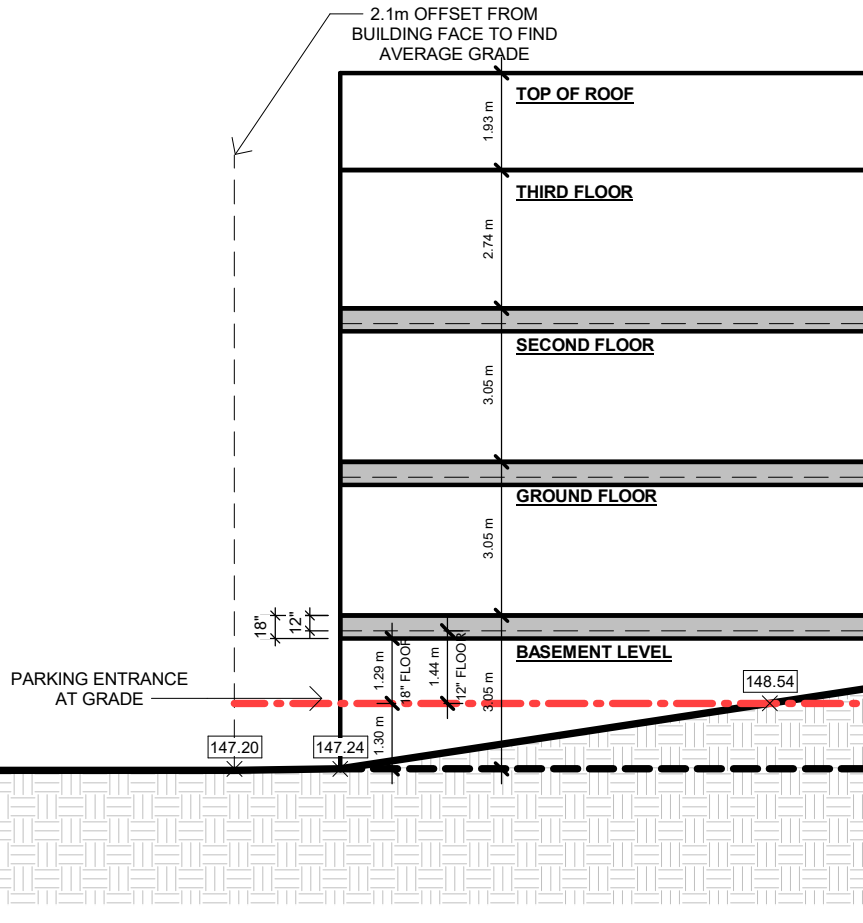 2.1m OFFSET FROM
BUILDING FACE TO FIND
AVERAGE GRADE
TOP OF ROOF
1.93 m
THIRD FLOOR
2.74 m
SECOND FLOOR
3.05 m
GROUND FLOOR
3.05 m
18"
12"
BASEMENT LEVEL
1.29 m
18" FLOOR
1.44 m
12" FLOOR
3.05 m
PARKING ENTRANCE
AT GRADE
148.54
1.30 m
147.20
147.24